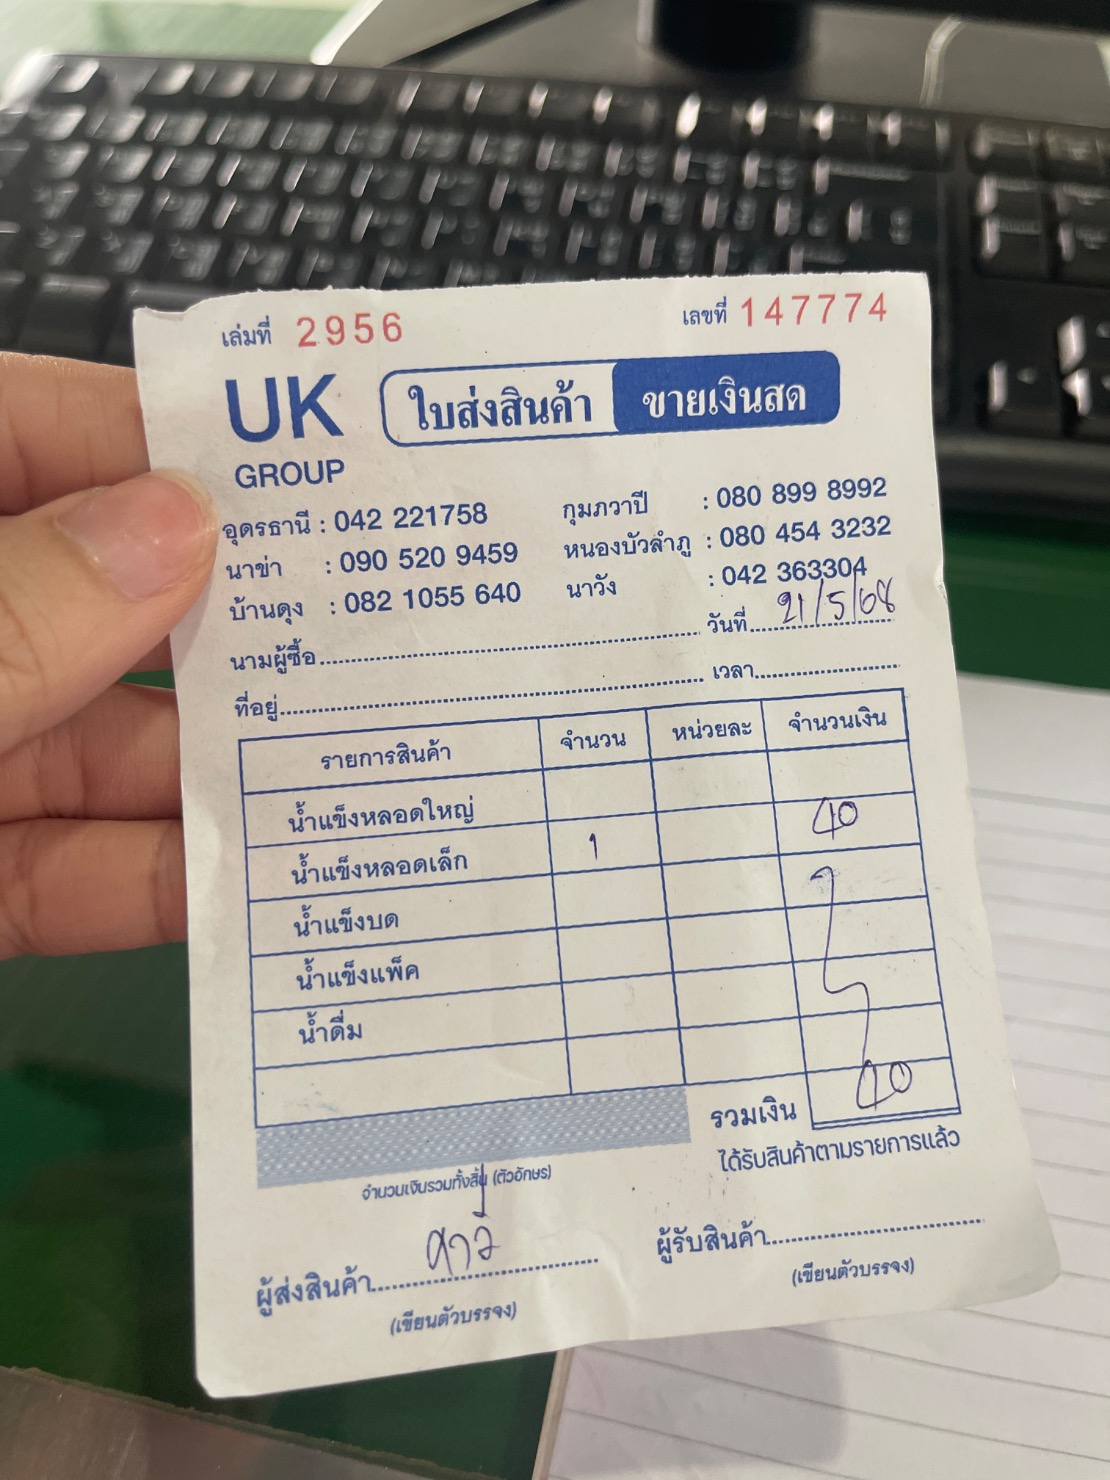 เล่มที่ 2956 เลขที่ 147774
UK GROUP ใบส่งสินค้า ขายเงินสด
อุดรธานี : 042 221758 กุมภวาปี : 080 899 8992
นาข่า : 090 520 9459 หนองบัวลำภู : 080 454 3232
บ้านดุง : 082 1055 640 นาวัง : 042 363304
นามผู้ซื้อ วันที่ 21/5/68
ที่อยู่ เวลา
รายการสินค้า จำนวน หน่วยละ จำนวนเงิน
น้ำแข็งหลอดใหญ่ 40
น้ำแข็งหลอดเล็ก 1
น้ำแข็งบด
น้ำแข็งแพ็ค
น้ำดื่ม
รวมเงิน 40
ได้รับสินค้าตามรายการแล้ว
จำนวนเงินรวมทั้งสิ้น (ตัวอักษร)
ผู้ส่งสินค้า ผู้รับสินค้า
(เขียนตัวบรรจง) (เขียนตัวบรรจง)